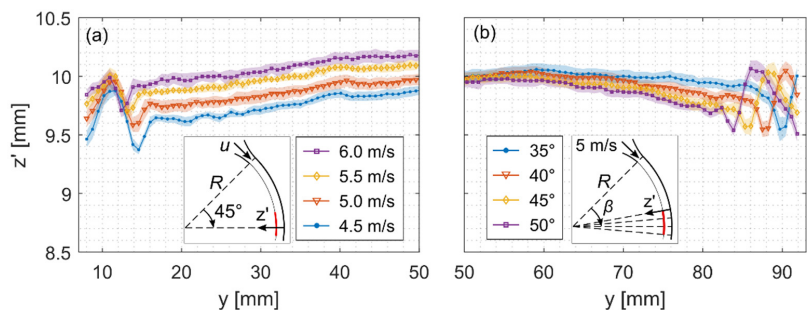 (a)
(b)
z' [mm]
10.5
10
9.5
9
8.5
u
R
45°
z'
6.0 m/s
5.5 m/s
5.0 m/s
4.5 m/s
10 20 30 40 50
y [mm]
35°
40°
45°
50°
5 m/s
R
β
z'
50 60 70 80 90
y [mm]